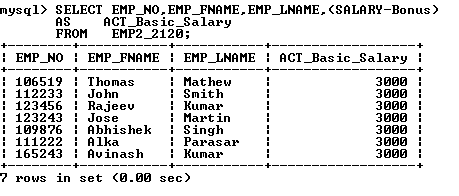 mysql> SELECT EMP_NO,EMP_FNAME,EMP_LNAME,(SALARY-Bonus)
AS ACT_Basic_Salary
FROM EMP2_2120;
+--------+-----------+-----------+------------------+
| EMP_NO | EMP_FNAME | EMP_LNAME | ACT_Basic_Salary |
+--------+-----------+-----------+------------------+
| 106519 | Thomas | Mathew | 3000 |
| 112233 | John | Smith | 3000 |
| 123456 | Rajeev | Kumar | 3000 |
| 123243 | Jose | Martin | 3000 |
| 109876 | Abhishek | Singh | 3000 |
| 111222 | Alka | Parasar | 3000 |
| 165243 | Avinash | Kumar | 3000 |
+--------+-----------+-----------+------------------+
7 rows in set (0.00 sec)